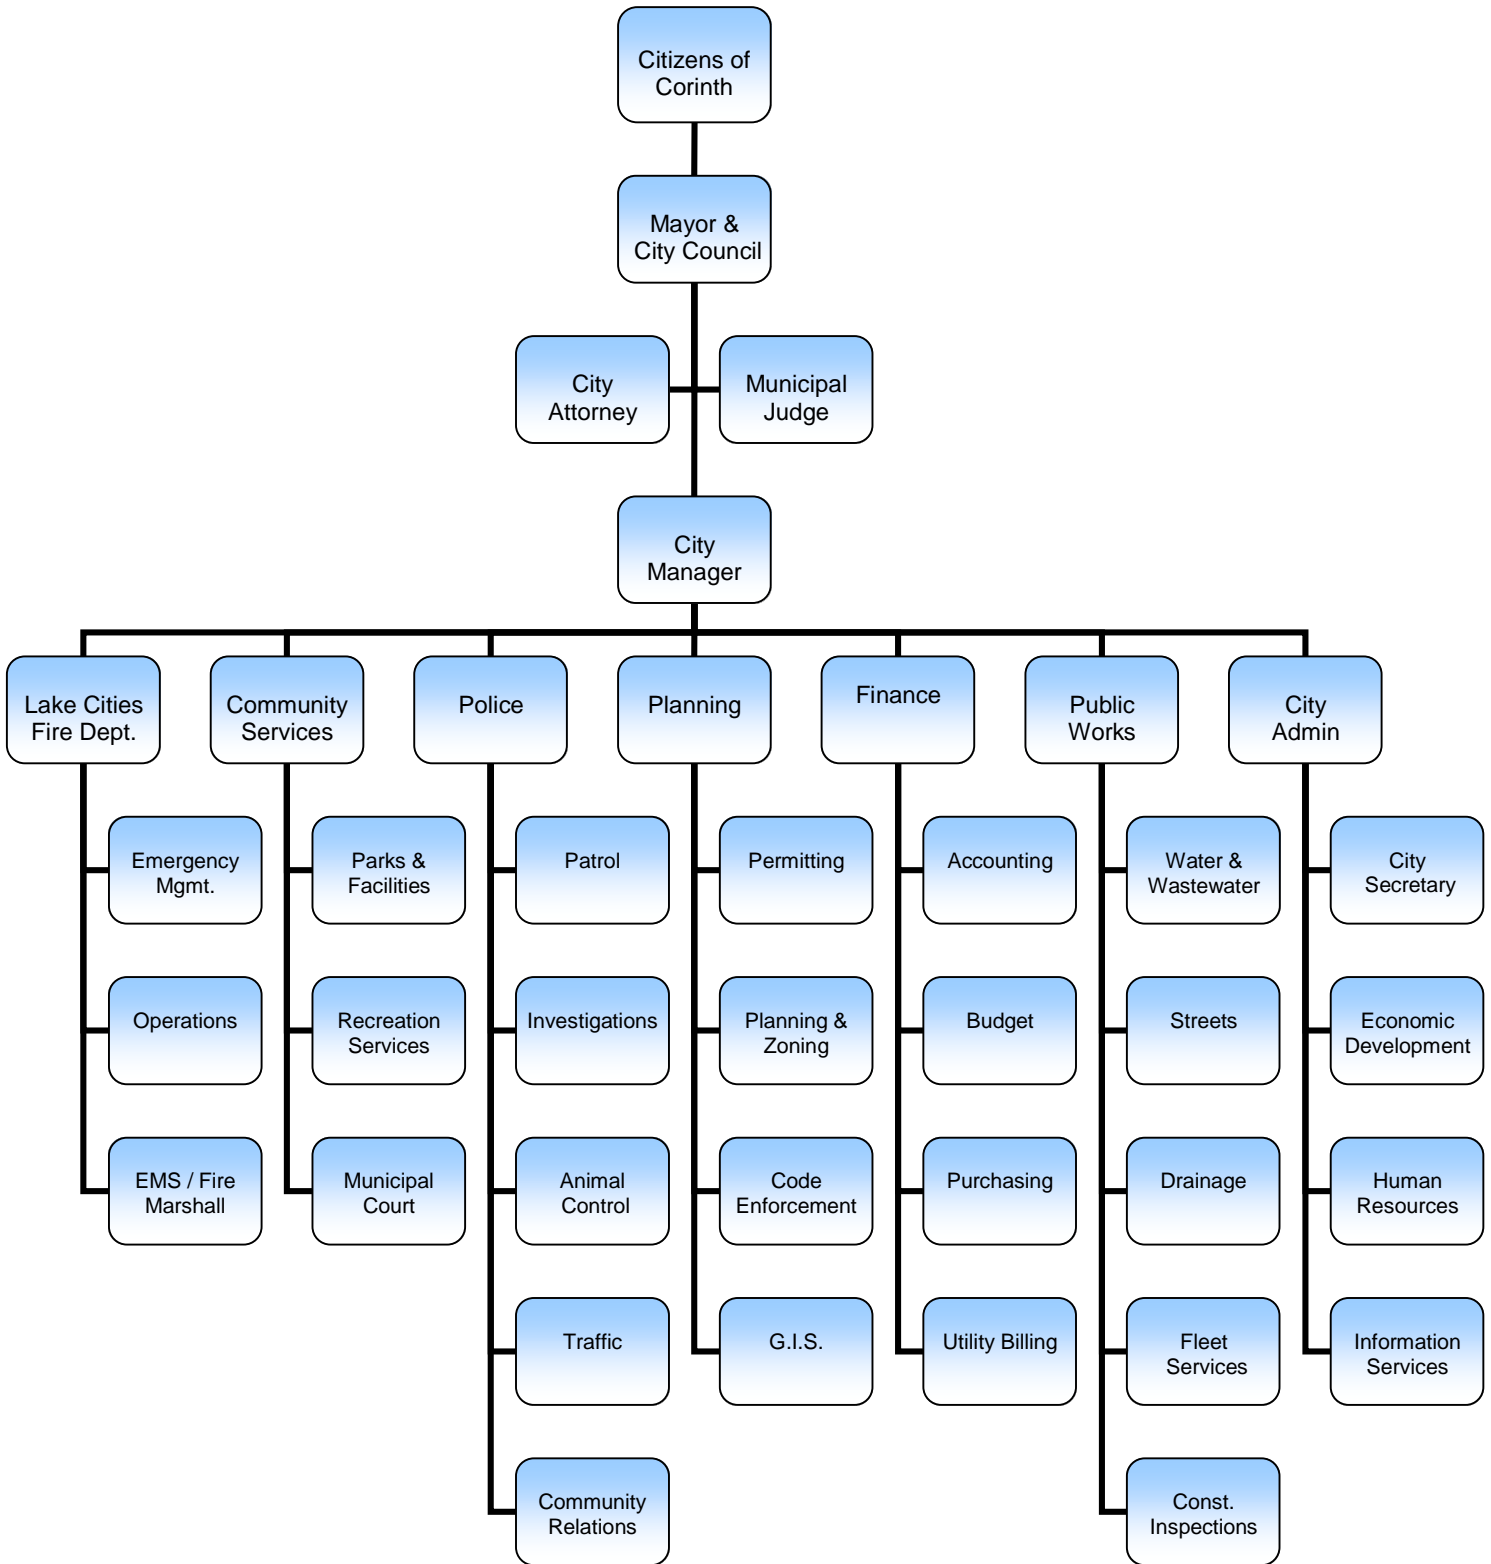 Citizens of
Corinth
Mayor &
City Council
City
Attorney
Municipal
Judge
City
Manager
Lake Cities
Fire Dept.
Community
Services
Police
Planning
Finance
Public
Works
City
Admin
Emergency
Mgmt.
Parks &
Facilities
Patrol
Permitting
Accounting
Water &
Wastewater
City
Secretary
Operations
Recreation
Services
Investigations
Planning &
Zoning
Budget
Streets
Economic
Development
EMS / Fire
Marshall
Municipal
Court
Animal
Control
Code
Enforcement
Purchasing
Drainage
Human
Resources
Traffic
G.I.S.
Utility Billing
Fleet
Services
Information
Services
Community
Relations
Const.
Inspections